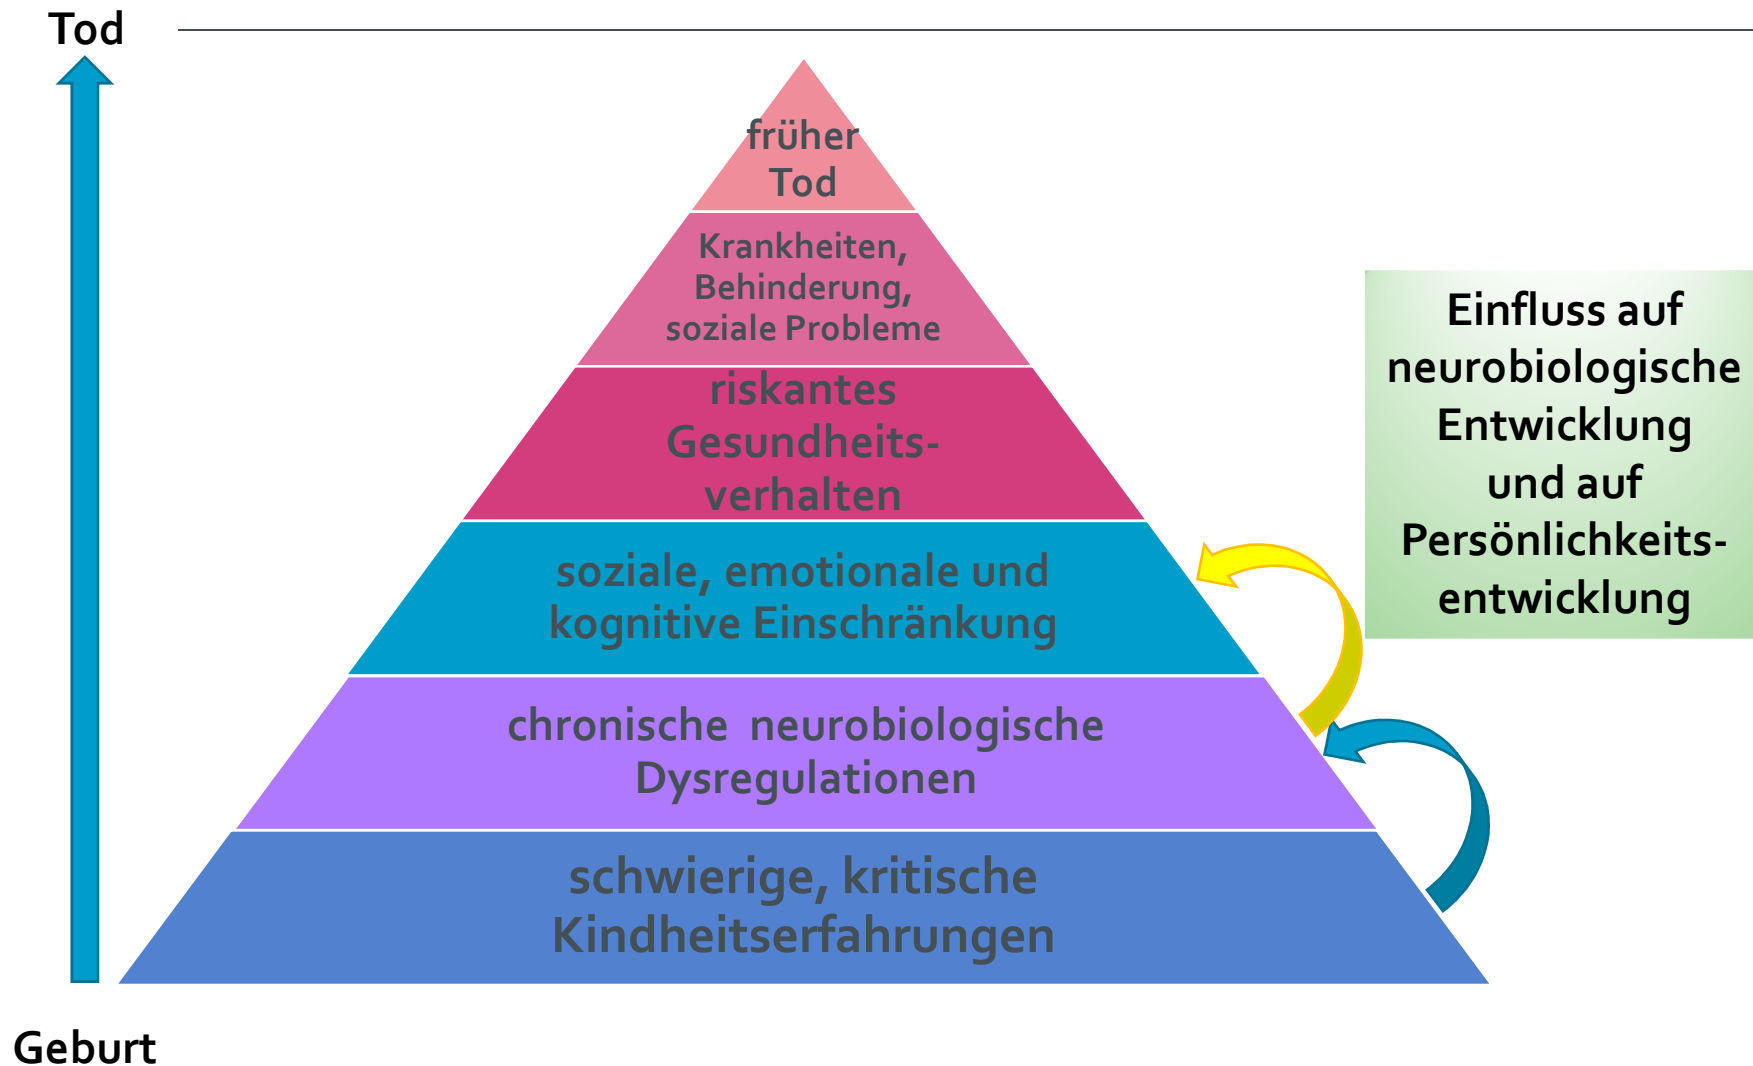 Tod
früher
Tod
Krankheiten,
Behinderung,
soziale Probleme
riskantes
Gesundheits-
verhalten
soziale, emotionale und
kognitive Einschränkung
chronische neurobiologische
Dysregulationen
schwierige, kritische
Kindheitserfahrungen
Einfluss auf
neurobiologische
Entwicklung
und auf
Persönlichkeits-
entwicklung
Geburt